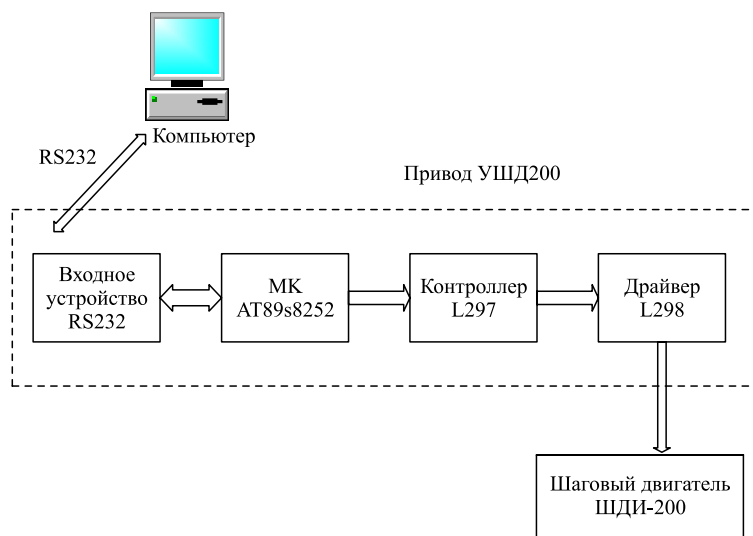 Компьютер
RS232
Привод УШД200
Входное
устройство
RS232
МК
AT89s8252
Контроллер
L297
Драйвер
L298
Шаговый двигатель
ШДИ-200